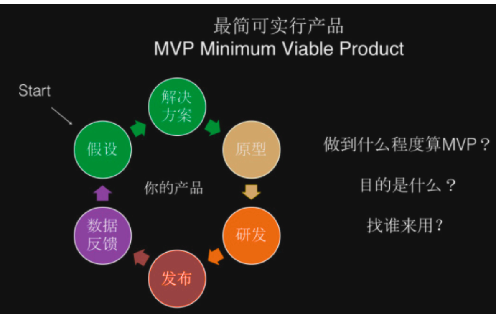 最简可实行产品
MVP Minimum Viable Product
Start
解决
方案
假设
原型
你的产品
数据
反馈
研发
发布
做到什么程度算MVP？
目的是什么？
找谁来用？